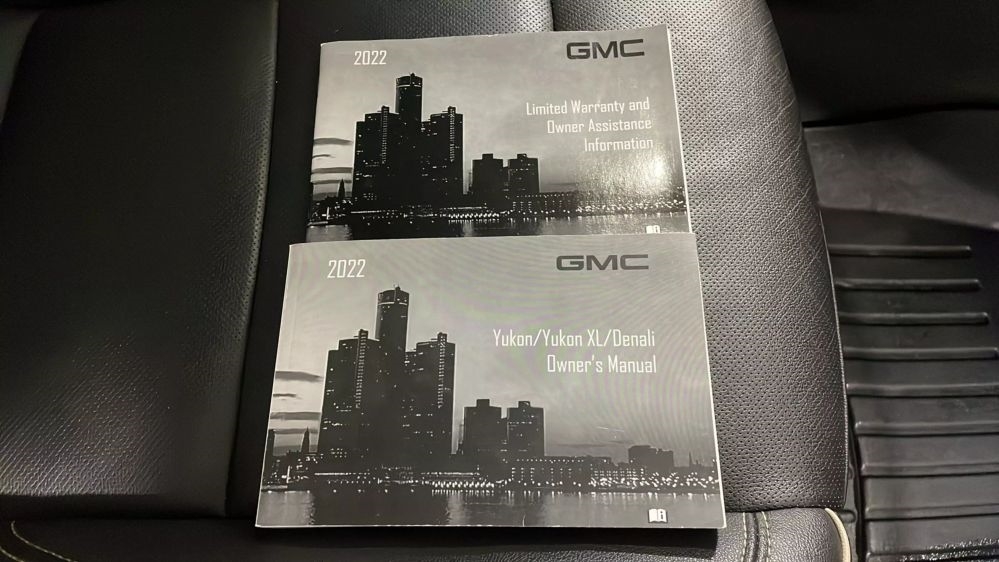 2022
GMC
Limited Warranty and
Owner Assistance
Information
2022
GMC
Yukon/Yukon XL/Denali
Owner's Manual